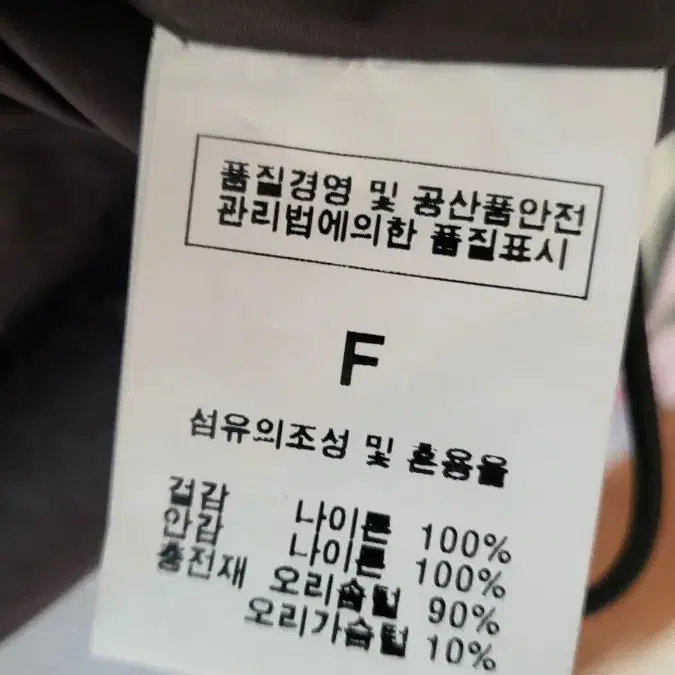 품질경영 및 공산품안전
관리법에의한 품질표시
F
섬유의조성 및 혼용율
겉감 나이론 100%
안감 나이론 100%
충전재 오리솜털 90%
오리가슴털 10%